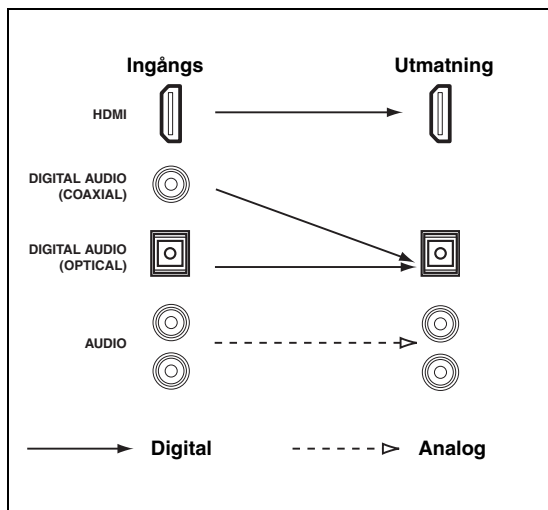 Ingångs Utmatning
HDMI
DIGITAL AUDIO
(COAXIAL)
DIGITAL AUDIO
(OPTICAL)
AUDIO
Digital Analog